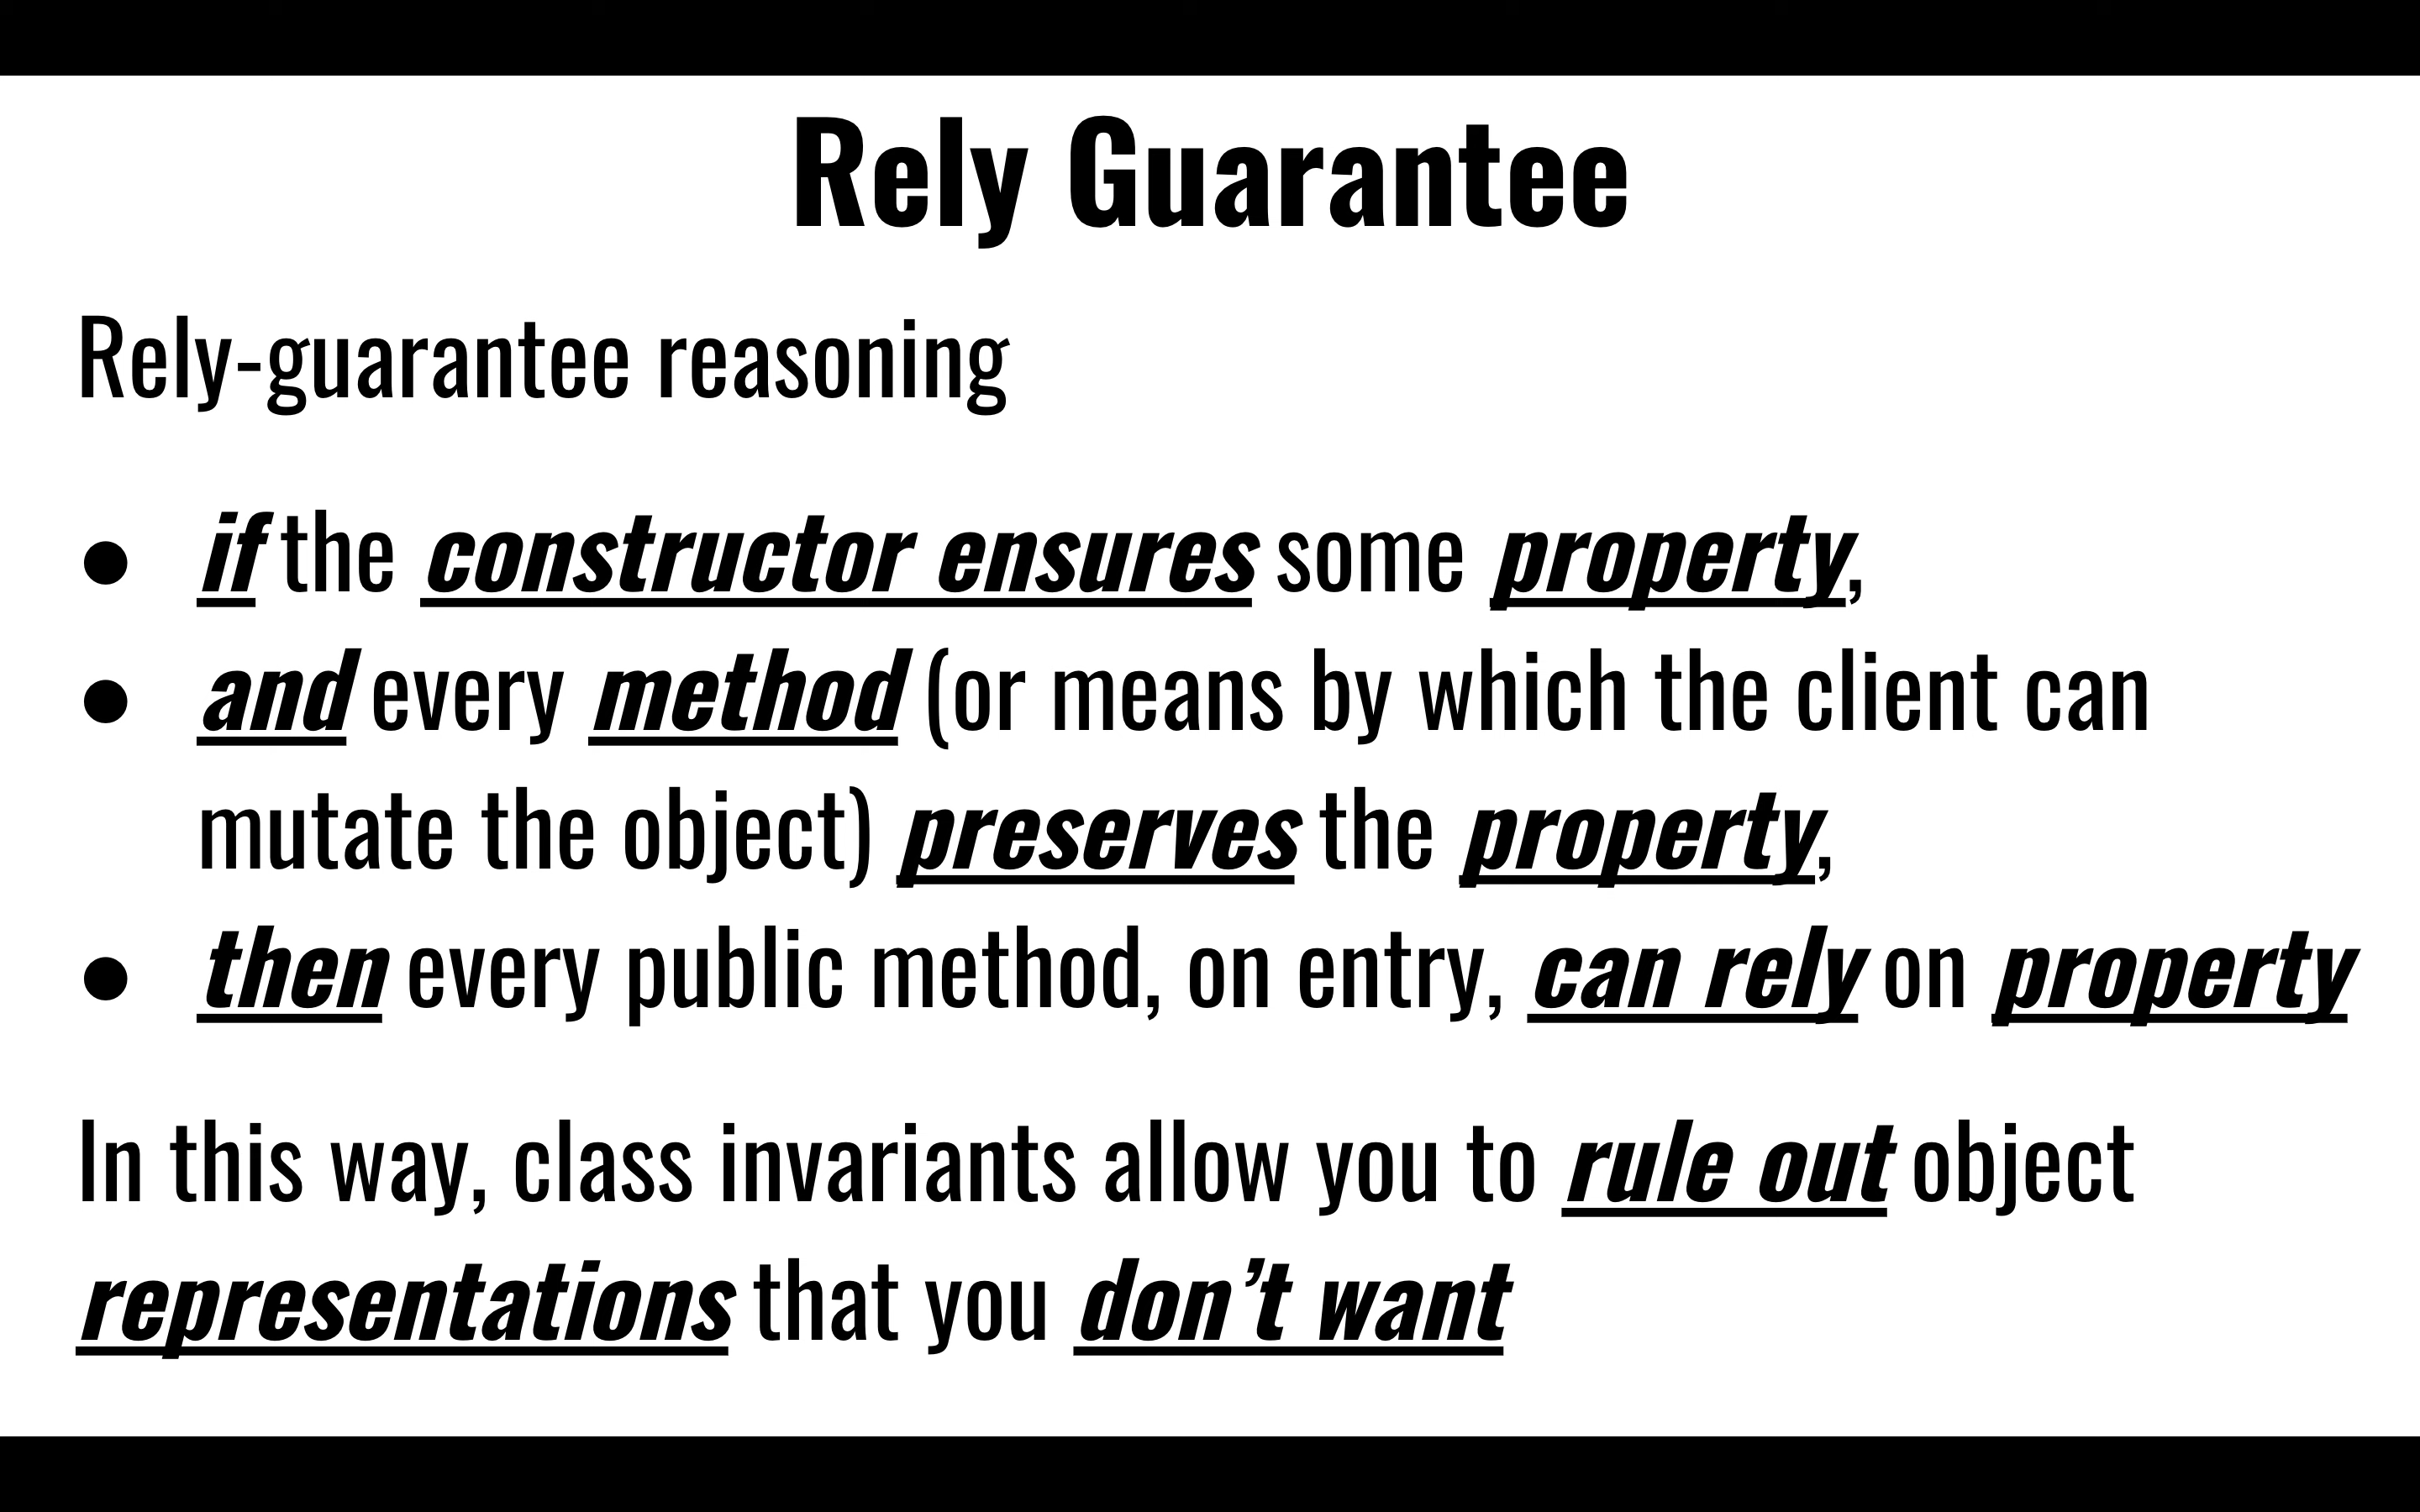 Rely Guarantee
Rely-guarantee reasoning
● if the constructor ensures some property,
● and every method (or means by which the client can
mutate the object) preserves the property,
● then every public method, on entry, can rely on property
In this way, class invariants allow you to rule out object
representations that you don’t want